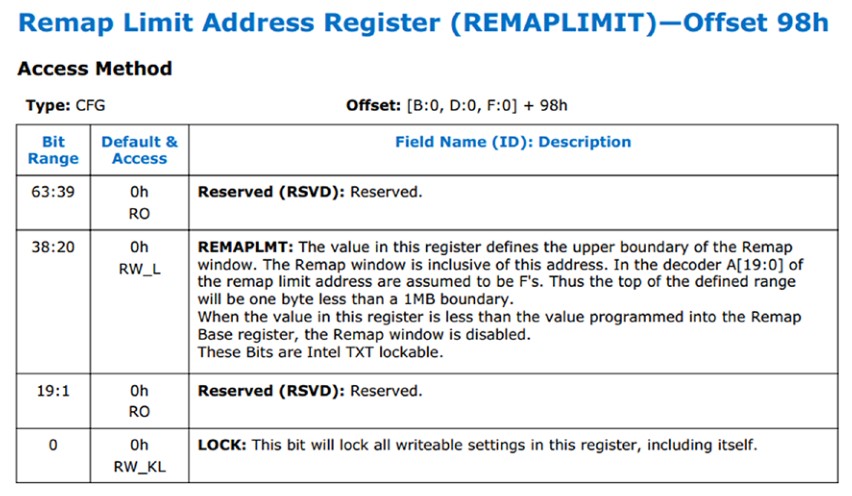 Remap Limit Address Register (REMAPLIMIT)—Offset 98h
Access Method
Type: CFG Offset: [B:0, D:0, F:0] + 98h
Bit Range Default & Access Field Name (ID): Description
63:39 0h RO Reserved (RSVD): Reserved.
38:20 0h RW_L REMAPLMT: The value in this register defines the upper boundary of the Remap
window. The Remap window is inclusive of this address. In the decoder A[19:0] of
the remap limit address are assumed to be F's. Thus the top of the defined range
will be one byte less than a 1MB boundary.
When the value in this register is less than the value programmed into the Remap
Base register, the Remap window is disabled.
These Bits are Intel TXT lockable.
19:1 0h RO Reserved (RSVD): Reserved.
0 0h RW_KL LOCK: This bit will lock all writeable settings in this register, including itself.